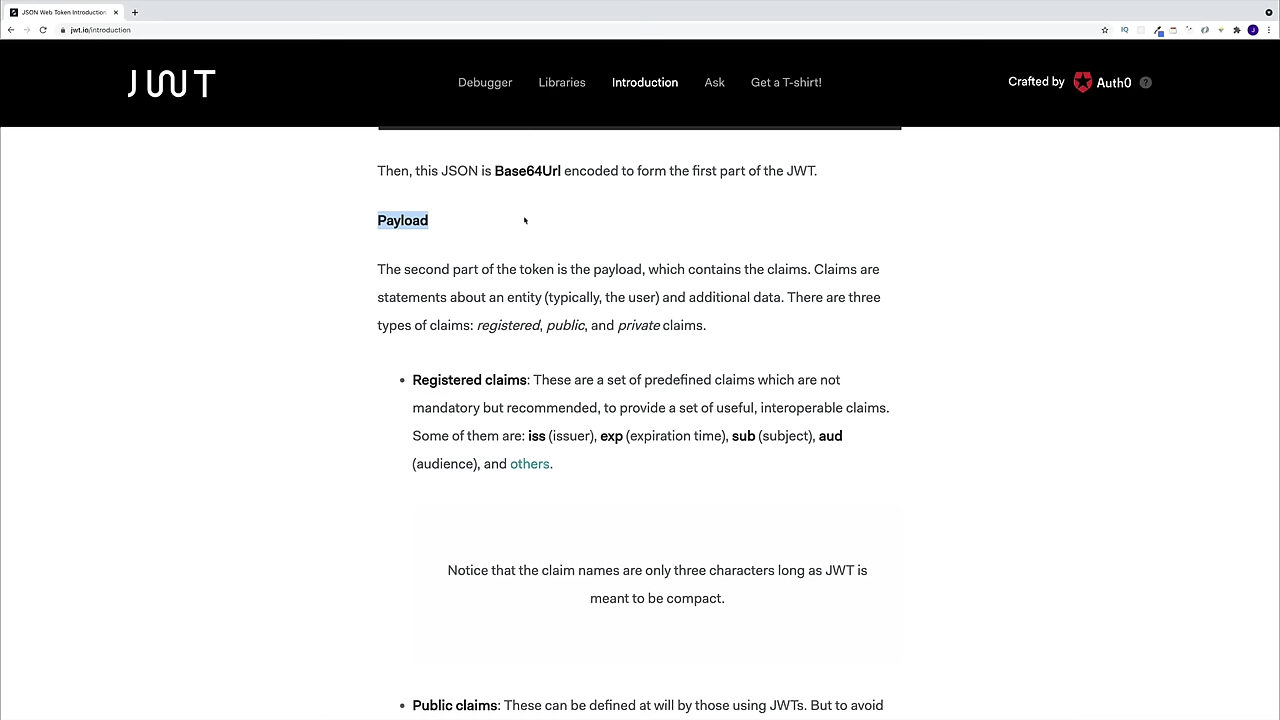 JSON Web Token Introduction
jwt.io/introduction
IQ
J
JWT
Debugger
Libraries
Introduction
Ask
Get a T-shirt!
Crafted by
Auth0
?
Then, this JSON is Base64Url encoded to form the first part of the JWT.
Payload
The second part of the token is the payload, which contains the claims. Claims are
statements about an entity (typically, the user) and additional data. There are three
types of claims: registered, public, and private claims.
Registered claims: These are a set of predefined claims which are not
mandatory but recommended, to provide a set of useful, interoperable claims.
Some of them are: iss (issuer), exp (expiration time), sub (subject), aud
(audience), and others.
Notice that the claim names are only three characters long as JWT is
meant to be compact.
Public claims: These can be defined at will by those using JWTs. But to avoid